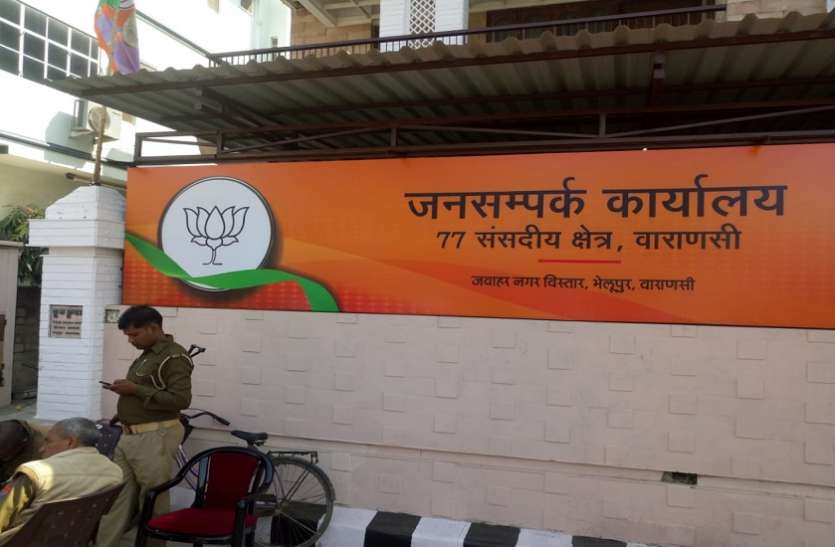 जनसम्पर्क कार्यालय
77 संसदीय क्षेत्र, वाराणसी
जवाहर नगर विस्तार, भेलूपुर, वाराणसी